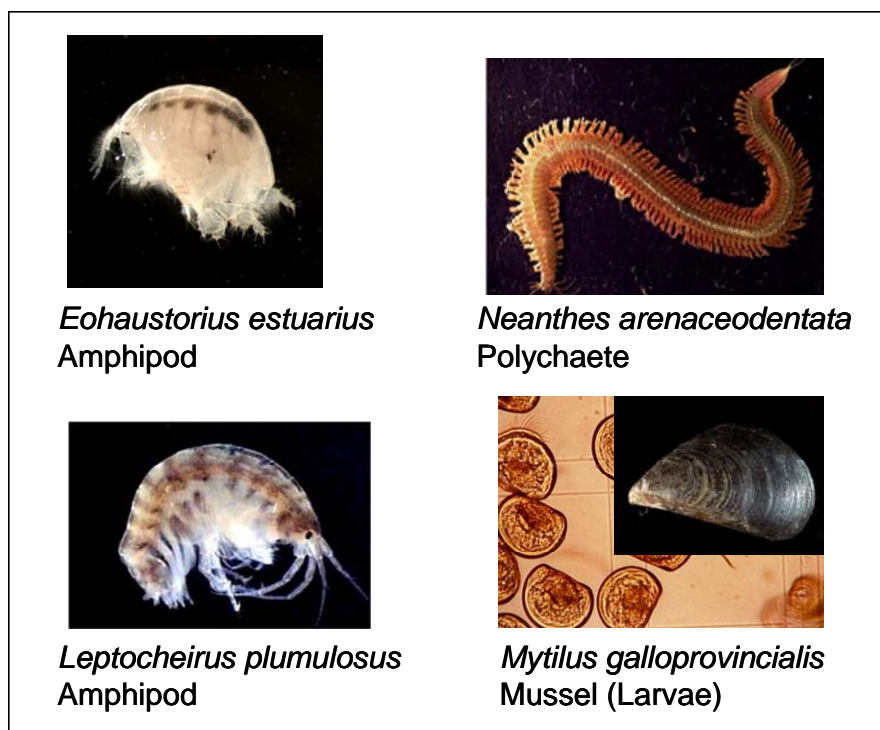 Eohaustorius estuarius
Amphipod
Neanthes arenaceodentata
Polychaete
Leptocheirus plumulosus
Amphipod
Mytilus galloprovincialis
Mussel (Larvae)